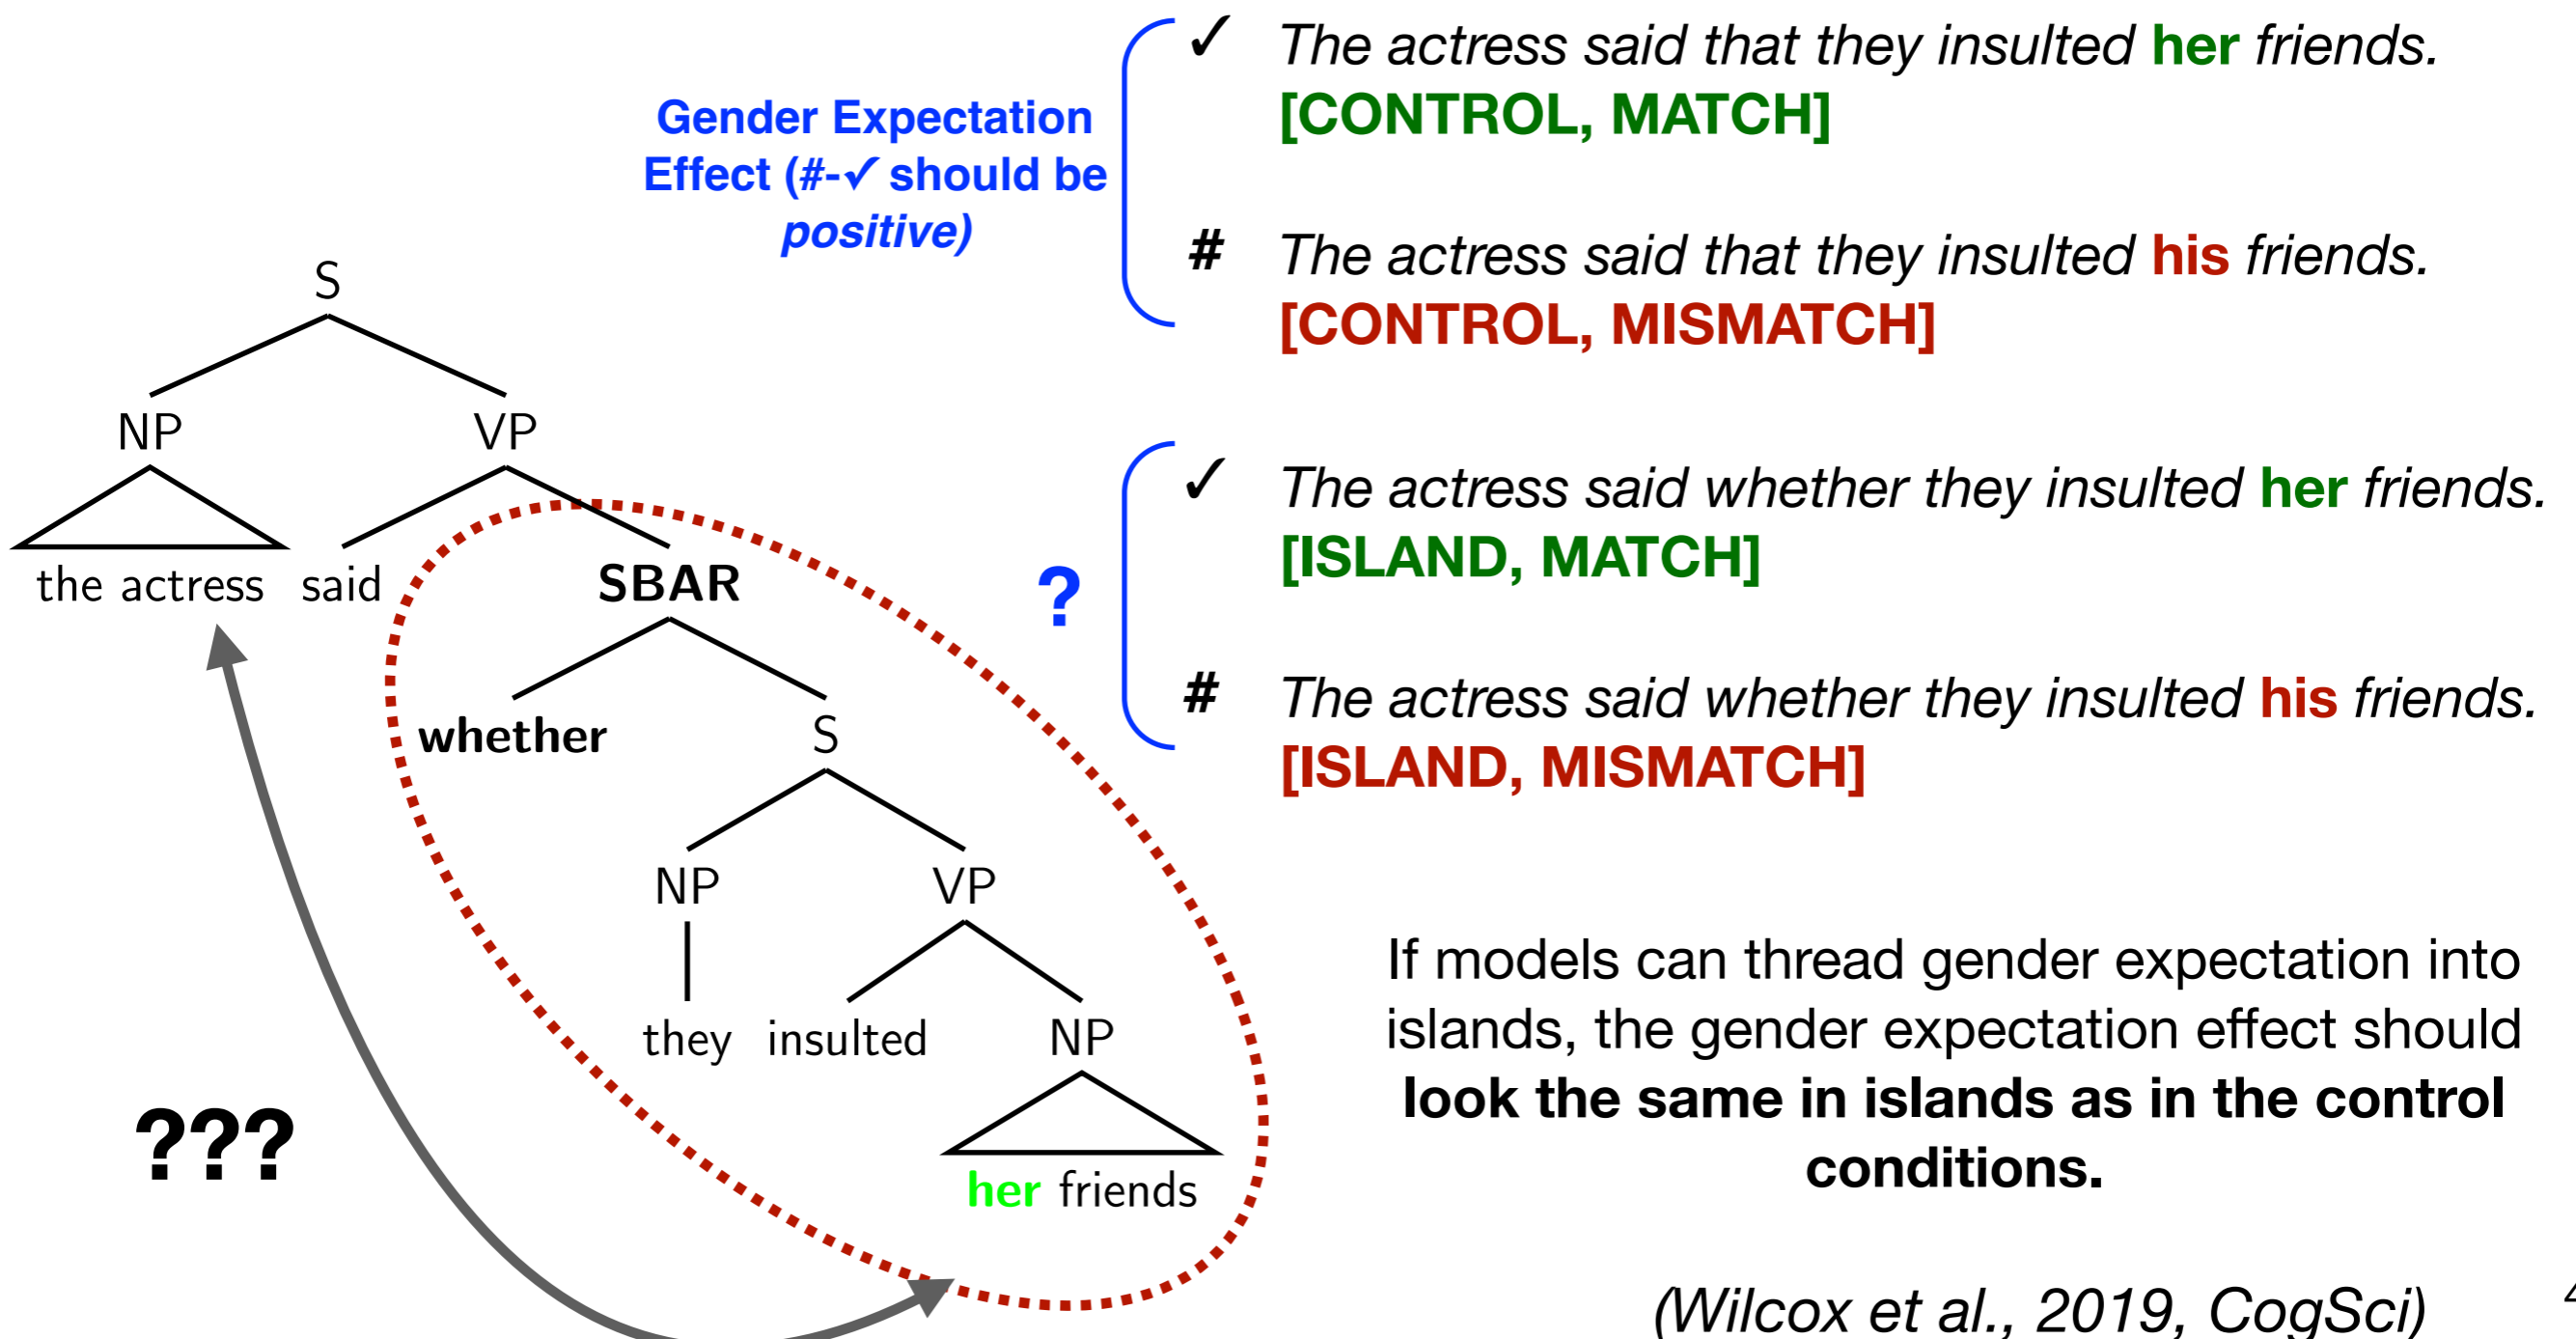 ✓ The actress said that they insulted her friends.
[CONTROL, MATCH]
Gender Expectation
Effect (#-✓ should be
positive)
# The actress said that they insulted his friends.
[CONTROL, MISMATCH]
✓ The actress said whether they insulted her friends.
[ISLAND, MATCH]
?
# The actress said whether they insulted his friends.
[ISLAND, MISMATCH]
S
NP VP
the actress said SBAR
whether S
NP VP
they insulted NP
her friends
???
If models can thread gender expectation into
islands, the gender expectation effect should
look the same in islands as in the control
conditions.
(Wilcox et al., 2019, CogSci)